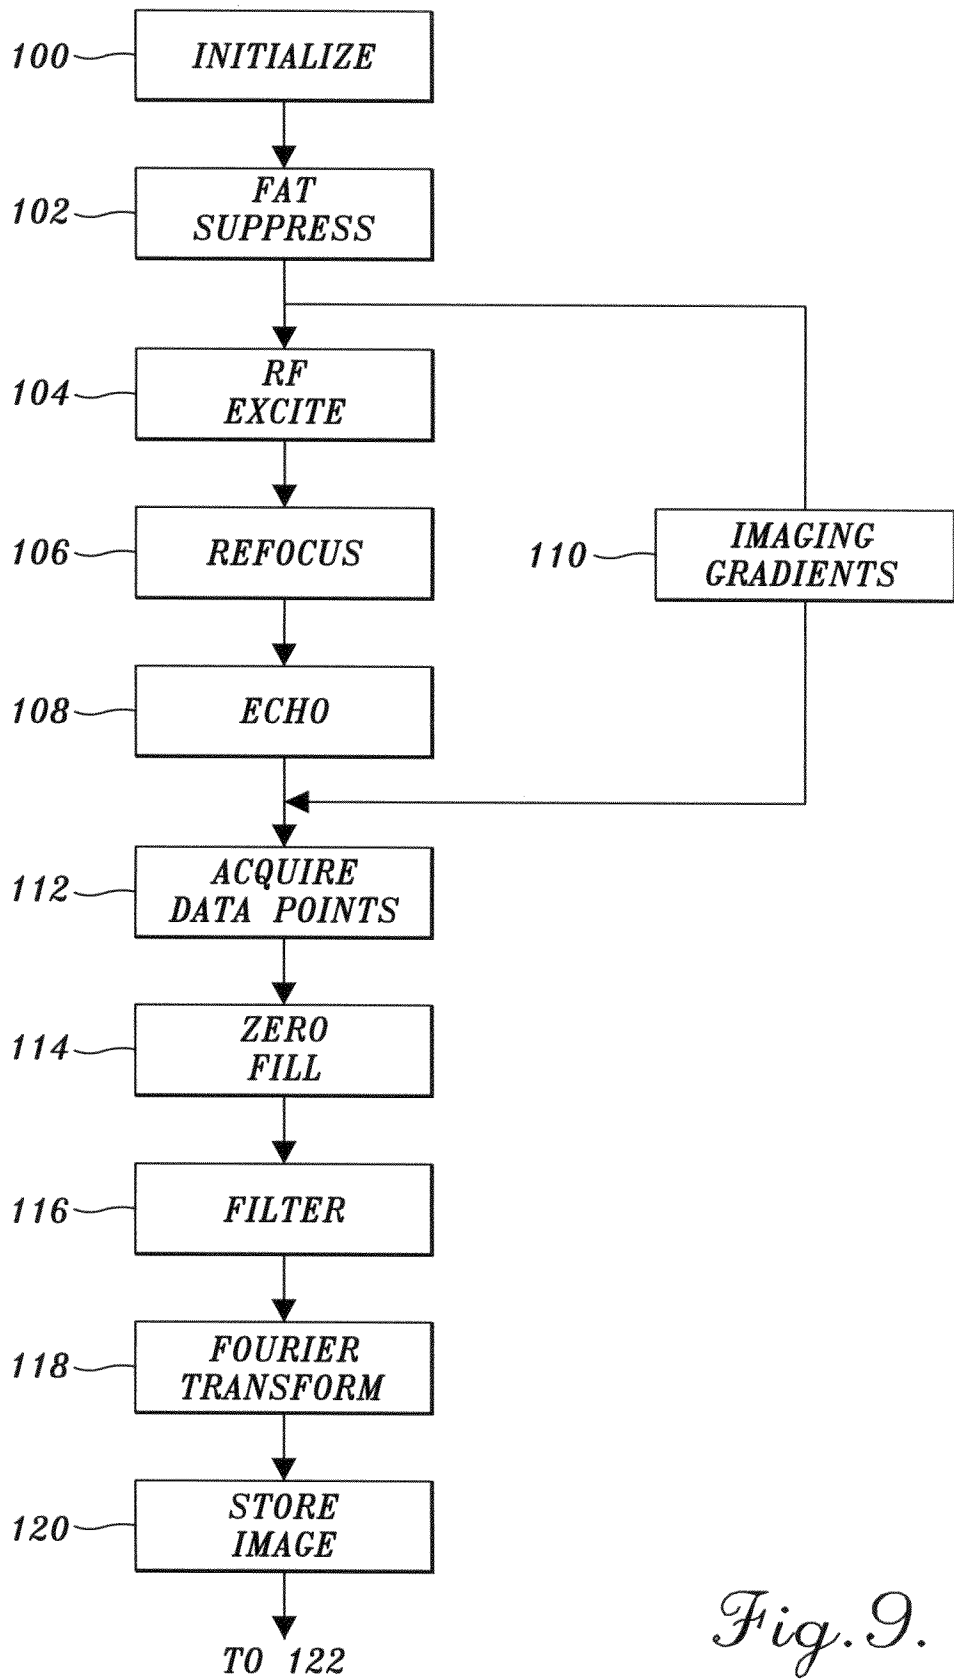 100
INITIALIZE
102
FAT
SUPPRESS
104
RF
EXCITE
106
REFOCUS
110
IMAGING
GRADIENTS
108
ECHO
112
ACQUIRE
DATA POINTS
114
ZERO
FILL
116
FILTER
118
FOURIER
TRANSFORM
120
STORE
IMAGE
TO 122
Fig. 9.